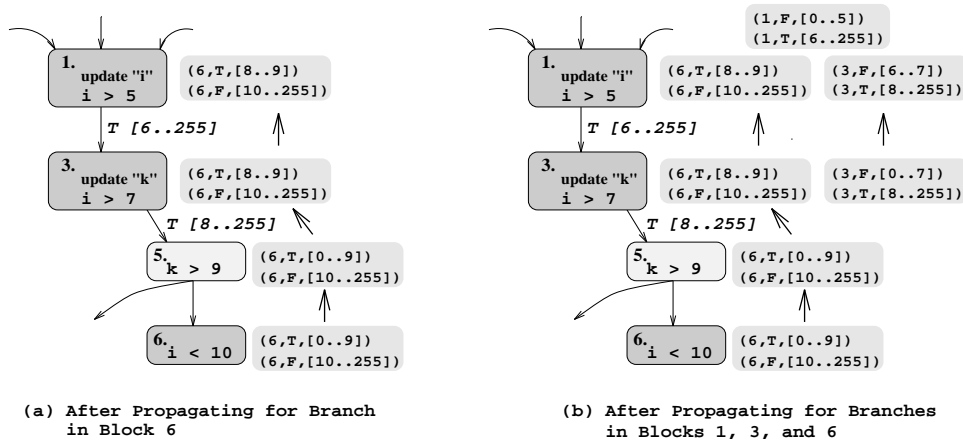 1.
update "i"
i > 5
(6,T,[8..9])
(6,F,[10..255])
T [6..255]
3.
update "k"
i > 7
(6,T,[8..9])
(6,F,[10..255])
T [8..255]
5.
k > 9
(6,T,[0..9])
(6,F,[10..255])
6.
i < 10
(6,T,[0..9])
(6,F,[10..255])
(a) After Propagating for Branch
in Block 6
(1,F,[0..5])
(1,T,[6..255])
1.
update "i"
i > 5
(6,T,[8..9])
(6,F,[10..255])
(3,F,[6..7])
(3,T,[8..255])
T [6..255]
3.
update "k"
i > 7
(6,T,[8..9])
(6,F,[10..255])
(3,F,[0..7])
(3,T,[8..255])
T [8..255]
5.
k > 9
(6,T,[0..9])
(6,F,[10..255])
6.
i < 10
(6,T,[0..9])
(6,F,[10..255])
(b) After Propagating for Branches
in Blocks 1, 3, and 6